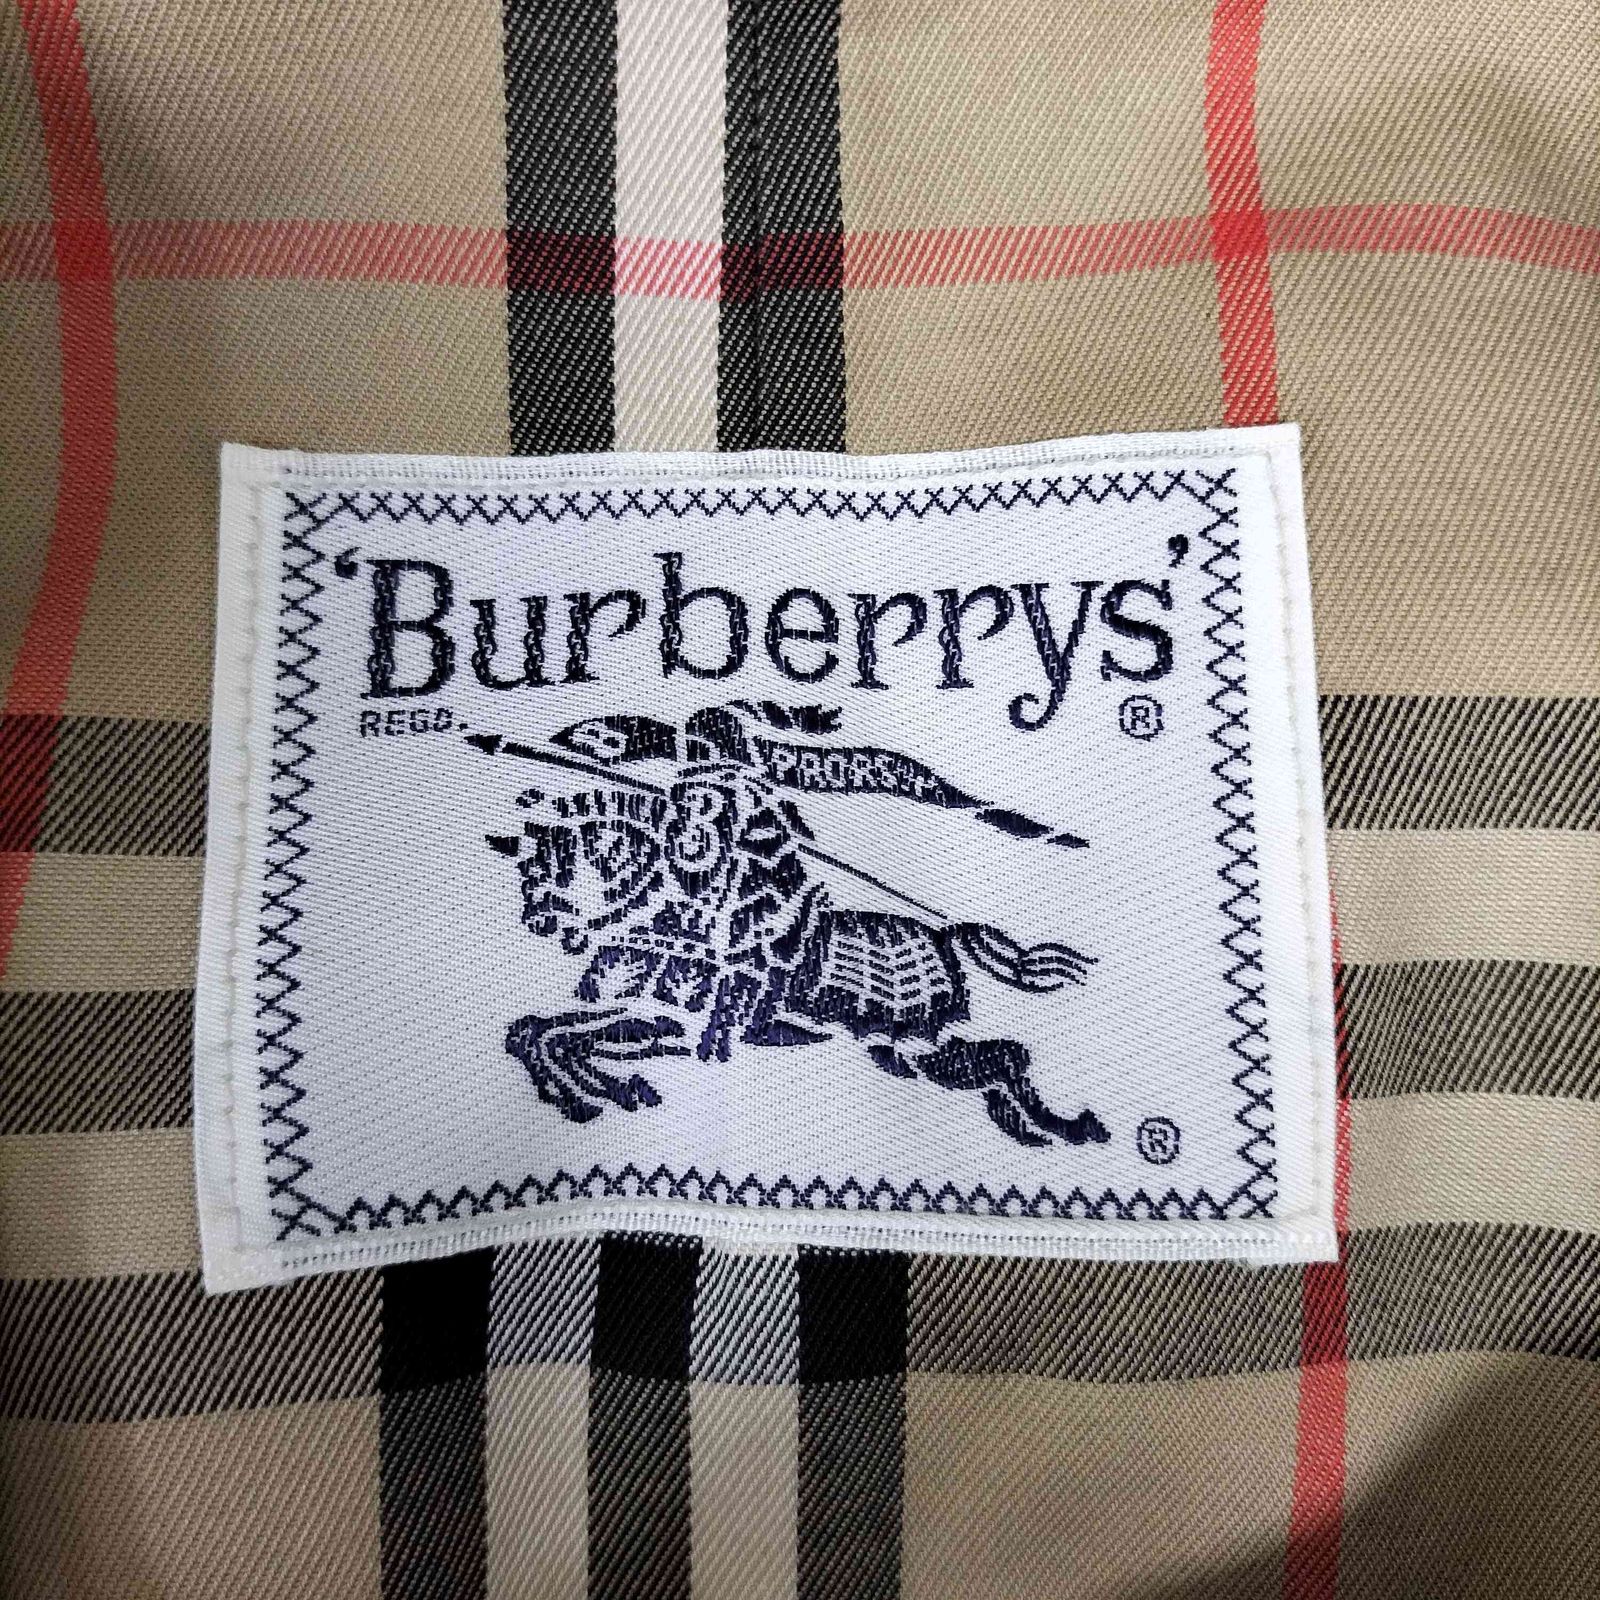 ‘Burberrys’
REGD. ®
PRORSUM
B
®